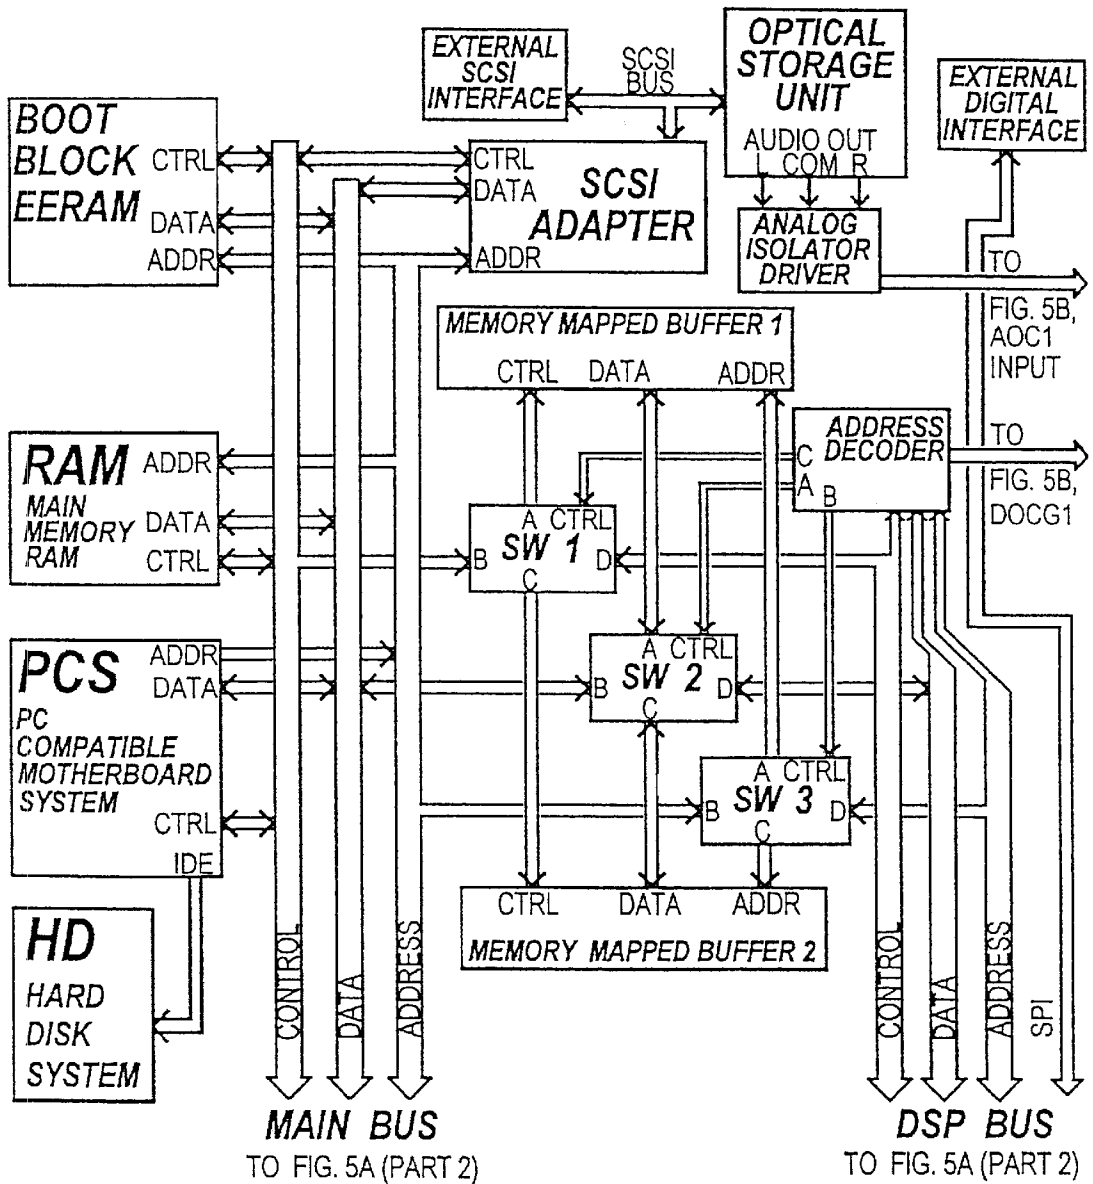 EXTERNAL
SCSI
INTERFACE
SCSI
BUS
OPTICAL
STORAGE
UNIT
AUDIO OUT
L COM R
EXTERNAL
DIGITAL
INTERFACE
BOOT
BLOCK
EERAM
CTRL
DATA
ADDR
CTRL
DATA
ADDR
SCSI
ADAPTER
ANALOG
ISOLATOR
DRIVER
TO
FIG. 5B,
AOC1
INPUT
MEMORY MAPPED BUFFER 1
CTRL DATA ADDR
ADDRESS
DECODER
C
A
B
TO
FIG. 5B,
DOCG1
RAM
MAIN
MEMORY
RAM
ADDR
DATA
CTRL
A CTRL
SW 1
B
D
C
A CTRL
SW 2
B
D
C
A CTRL
SW 3
B
D
C
PCS
PC
COMPATIBLE
MOTHERBOARD
SYSTEM
ADDR
DATA
CTRL
IDE
HD
HARD
DISK
SYSTEM
CTRL DATA ADDR
MEMORY MAPPED BUFFER 2
CONTROL
DATA
ADDRESS
CONTROL
DATA
ADDRESS
SPI
MAIN BUS
TO FIG. 5A (PART 2)
DSP BUS
TO FIG. 5A (PART 2)